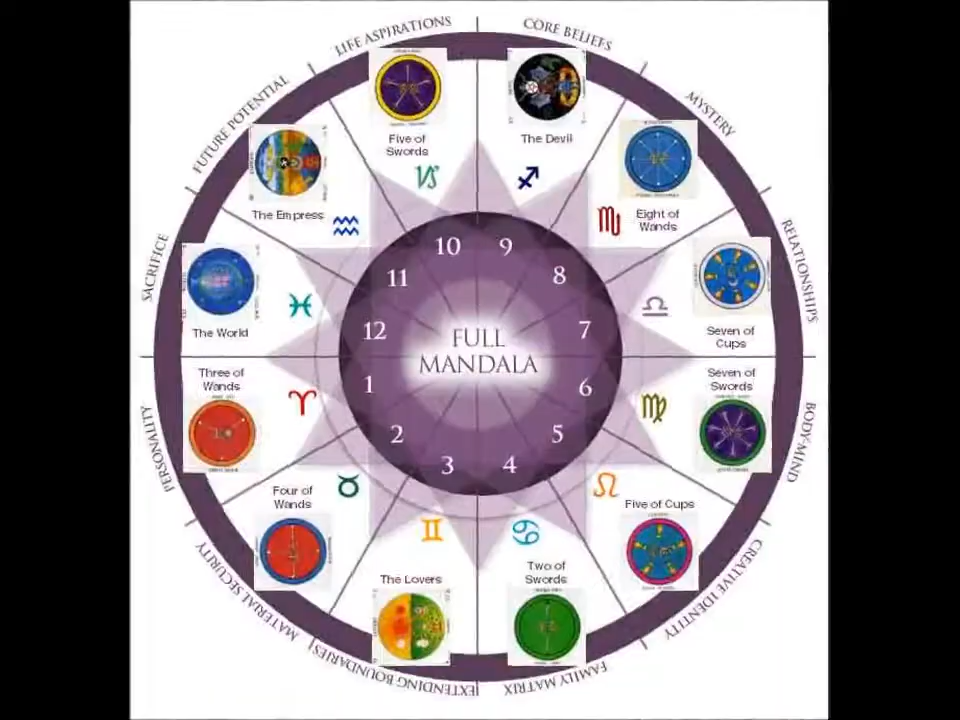 LIFE ASPIRATIONS
CORE BELIEFS
FUTURE POTENTIAL
MYSTERY
SACRIFICE
RELATIONSHIPS
PERSONALITY
BODY-MIND
MATERIAL SECURITY
CREATIVE IDENTITY
EXTENDING BOUNDARIES
FAMILY MATRIX
Five of
Swords
The Devil
The Empress
Eight of
Wands
The World
Seven of
Cups
Three of
Wands
Seven of
Swords
Four of
Wands
Five of Cups
The Lovers
Two of
Swords
10
9
11
8
12
7
1
6
2
5
3
4
FULL
MANDALA